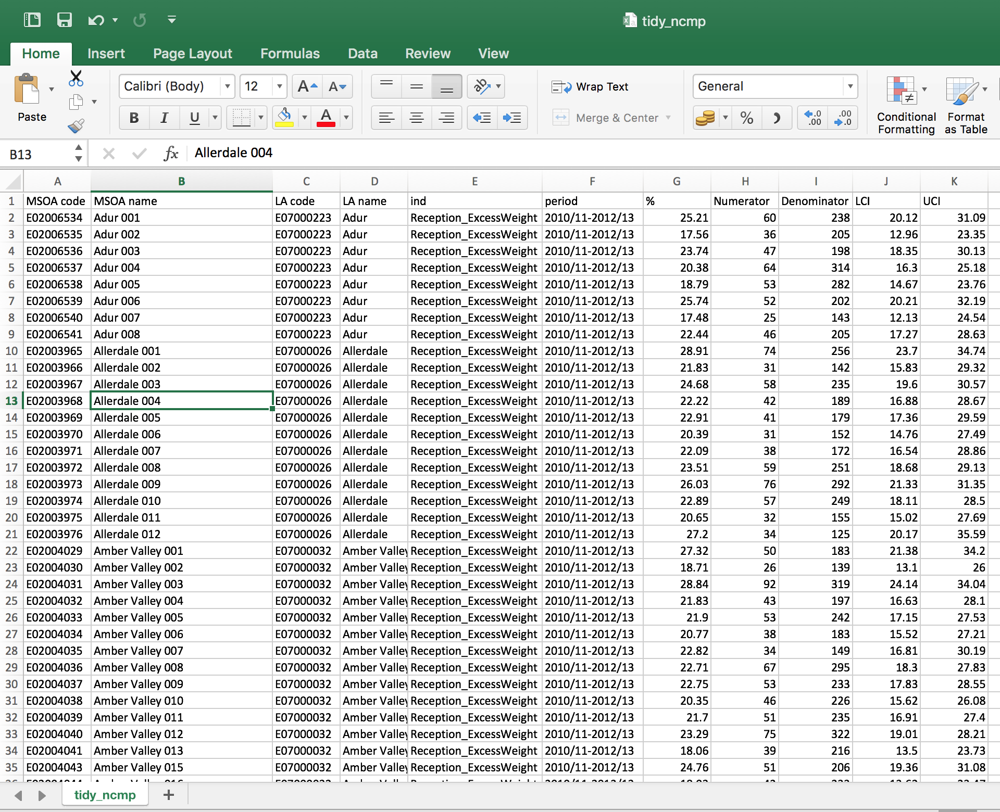 tidy_ncmp
Home Insert Page Layout Formulas Data Review View
Paste
Calibri (Body) 12
Wrap Text
General
B I U
Merge & Center
%
Conditional Formatting
Format as Table
B13 fx Allerdale 004
A B C D E F G H I J K
1 MSOA code MSOA name LA code LA name ind period % Numerator Denominator LCI UCI
2 E02006534 Adur 001 E07000223 Adur Reception_ExcessWeight 2010/11-2012/13 25.21 60 238 20.12 31.09
3 E02006535 Adur 002 E07000223 Adur Reception_ExcessWeight 2010/11-2012/13 17.56 36 205 12.96 23.35
4 E02006536 Adur 003 E07000223 Adur Reception_ExcessWeight 2010/11-2012/13 23.74 47 198 18.35 30.13
5 E02006537 Adur 004 E07000223 Adur Reception_ExcessWeight 2010/11-2012/13 20.38 64 314 16.3 25.18
6 E02006538 Adur 005 E07000223 Adur Reception_ExcessWeight 2010/11-2012/13 18.79 53 282 14.67 23.76
7 E02006539 Adur 006 E07000223 Adur Reception_ExcessWeight 2010/11-2012/13 25.74 52 202 20.21 32.19
8 E02006540 Adur 007 E07000223 Adur Reception_ExcessWeight 2010/11-2012/13 17.48 25 143 12.13 24.54
9 E02006541 Adur 008 E07000223 Adur Reception_ExcessWeight 2010/11-2012/13 22.44 46 205 17.27 28.63
10 E02003965 Allerdale 001 E07000026 Allerdale Reception_ExcessWeight 2010/11-2012/13 28.91 74 256 23.7 34.74
11 E02003966 Allerdale 002 E07000026 Allerdale Reception_ExcessWeight 2010/11-2012/13 21.83 31 142 15.83 29.32
12 E02003967 Allerdale 003 E07000026 Allerdale Reception_ExcessWeight 2010/11-2012/13 24.68 58 235 19.6 30.57
13 E02003968 Allerdale 004 E07000026 Allerdale Reception_ExcessWeight 2010/11-2012/13 22.22 42 189 16.88 28.67
14 E02003969 Allerdale 005 E07000026 Allerdale Reception_ExcessWeight 2010/11-2012/13 22.91 41 179 17.36 29.59
15 E02003970 Allerdale 006 E07000026 Allerdale Reception_ExcessWeight 2010/11-2012/13 20.39 31 152 14.76 27.49
16 E02003971 Allerdale 007 E07000026 Allerdale Reception_ExcessWeight 2010/11-2012/13 22.09 38 172 16.54 28.86
17 E02003972 Allerdale 008 E07000026 Allerdale Reception_ExcessWeight 2010/11-2012/13 23.51 59 251 18.68 29.13
18 E02003973 Allerdale 009 E07000026 Allerdale Reception_ExcessWeight 2010/11-2012/13 26.03 76 292 21.33 31.35
19 E02003974 Allerdale 010 E07000026 Allerdale Reception_ExcessWeight 2010/11-2012/13 22.89 57 249 18.11 28.5
20 E02003975 Allerdale 011 E07000026 Allerdale Reception_ExcessWeight 2010/11-2012/13 20.65 32 155 15.02 27.69
21 E02003976 Allerdale 012 E07000026 Allerdale Reception_ExcessWeight 2010/11-2012/13 27.2 34 125 20.17 35.59
22 E02004029 Amber Valley 001 E07000032 Amber Valley Reception_ExcessWeight 2010/11-2012/13 27.32 50 183 21.38 34.2
23 E02004030 Amber Valley 002 E07000032 Amber Valley Reception_ExcessWeight 2010/11-2012/13 18.71 26 139 13.1 26
24 E02004031 Amber Valley 003 E07000032 Amber Valley Reception_ExcessWeight 2010/11-2012/13 28.84 92 319 24.14 34.04
25 E02004032 Amber Valley 004 E07000032 Amber Valley Reception_ExcessWeight 2010/11-2012/13 21.83 43 197 16.63 28.1
26 E02004033 Amber Valley 005 E07000032 Amber Valley Reception_ExcessWeight 2010/11-2012/13 21.9 53 242 17.15 27.53
27 E02004034 Amber Valley 006 E07000032 Amber Valley Reception_ExcessWeight 2010/11-2012/13 20.77 38 183 15.52 27.21
28 E02004035 Amber Valley 007 E07000032 Amber Valley Reception_ExcessWeight 2010/11-2012/13 22.82 34 149 16.81 30.19
29 E02004036 Amber Valley 008 E07000032 Amber Valley Reception_ExcessWeight 2010/11-2012/13 22.71 67 295 18.3 27.83
30 E02004037 Amber Valley 009 E07000032 Amber Valley Reception_ExcessWeight 2010/11-2012/13 22.75 53 233 17.83 28.55
31 E02004038 Amber Valley 010 E07000032 Amber Valley Reception_ExcessWeight 2010/11-2012/13 20.35 46 226 15.62 26.08
32 E02004039 Amber Valley 011 E07000032 Amber Valley Reception_ExcessWeight 2010/11-2012/13 21.7 51 235 16.91 27.4
33 E02004040 Amber Valley 012 E07000032 Amber Valley Reception_ExcessWeight 2010/11-2012/13 23.29 75 322 19.01 28.21
34 E02004041 Amber Valley 013 E07000032 Amber Valley Reception_ExcessWeight 2010/11-2012/13 18.06 39 216 13.5 23.73
35 E02004043 Amber Valley 015 E07000032 Amber Valley Reception_ExcessWeight 2010/11-2012/13 24.76 51 206 19.36 31.08
tidy_ncmp